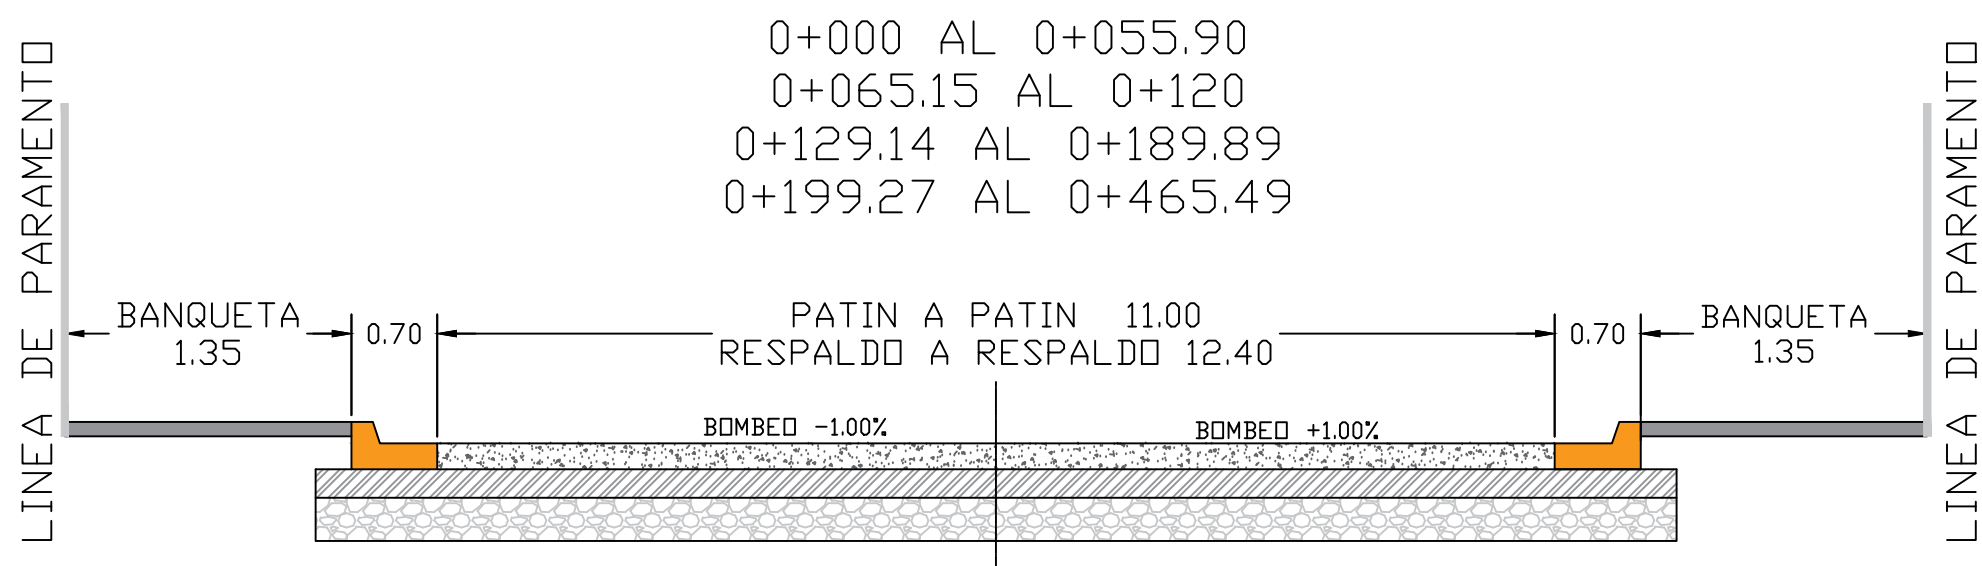 0+000 AL 0+055.90
0+065.15 AL 0+120
0+129.14 AL 0+189.89
0+199.27 AL 0+465.49
LINEA DE PARAMENTO
BANQUETA
1.35
0.70
PATIN A PATIN 11.00
RESPALDO A RESPALDO 12.40
0.70
BANQUETA
1.35
BOMBEO -1.00%
BOMBEO +1.00%
LINEA DE PARAMENTO